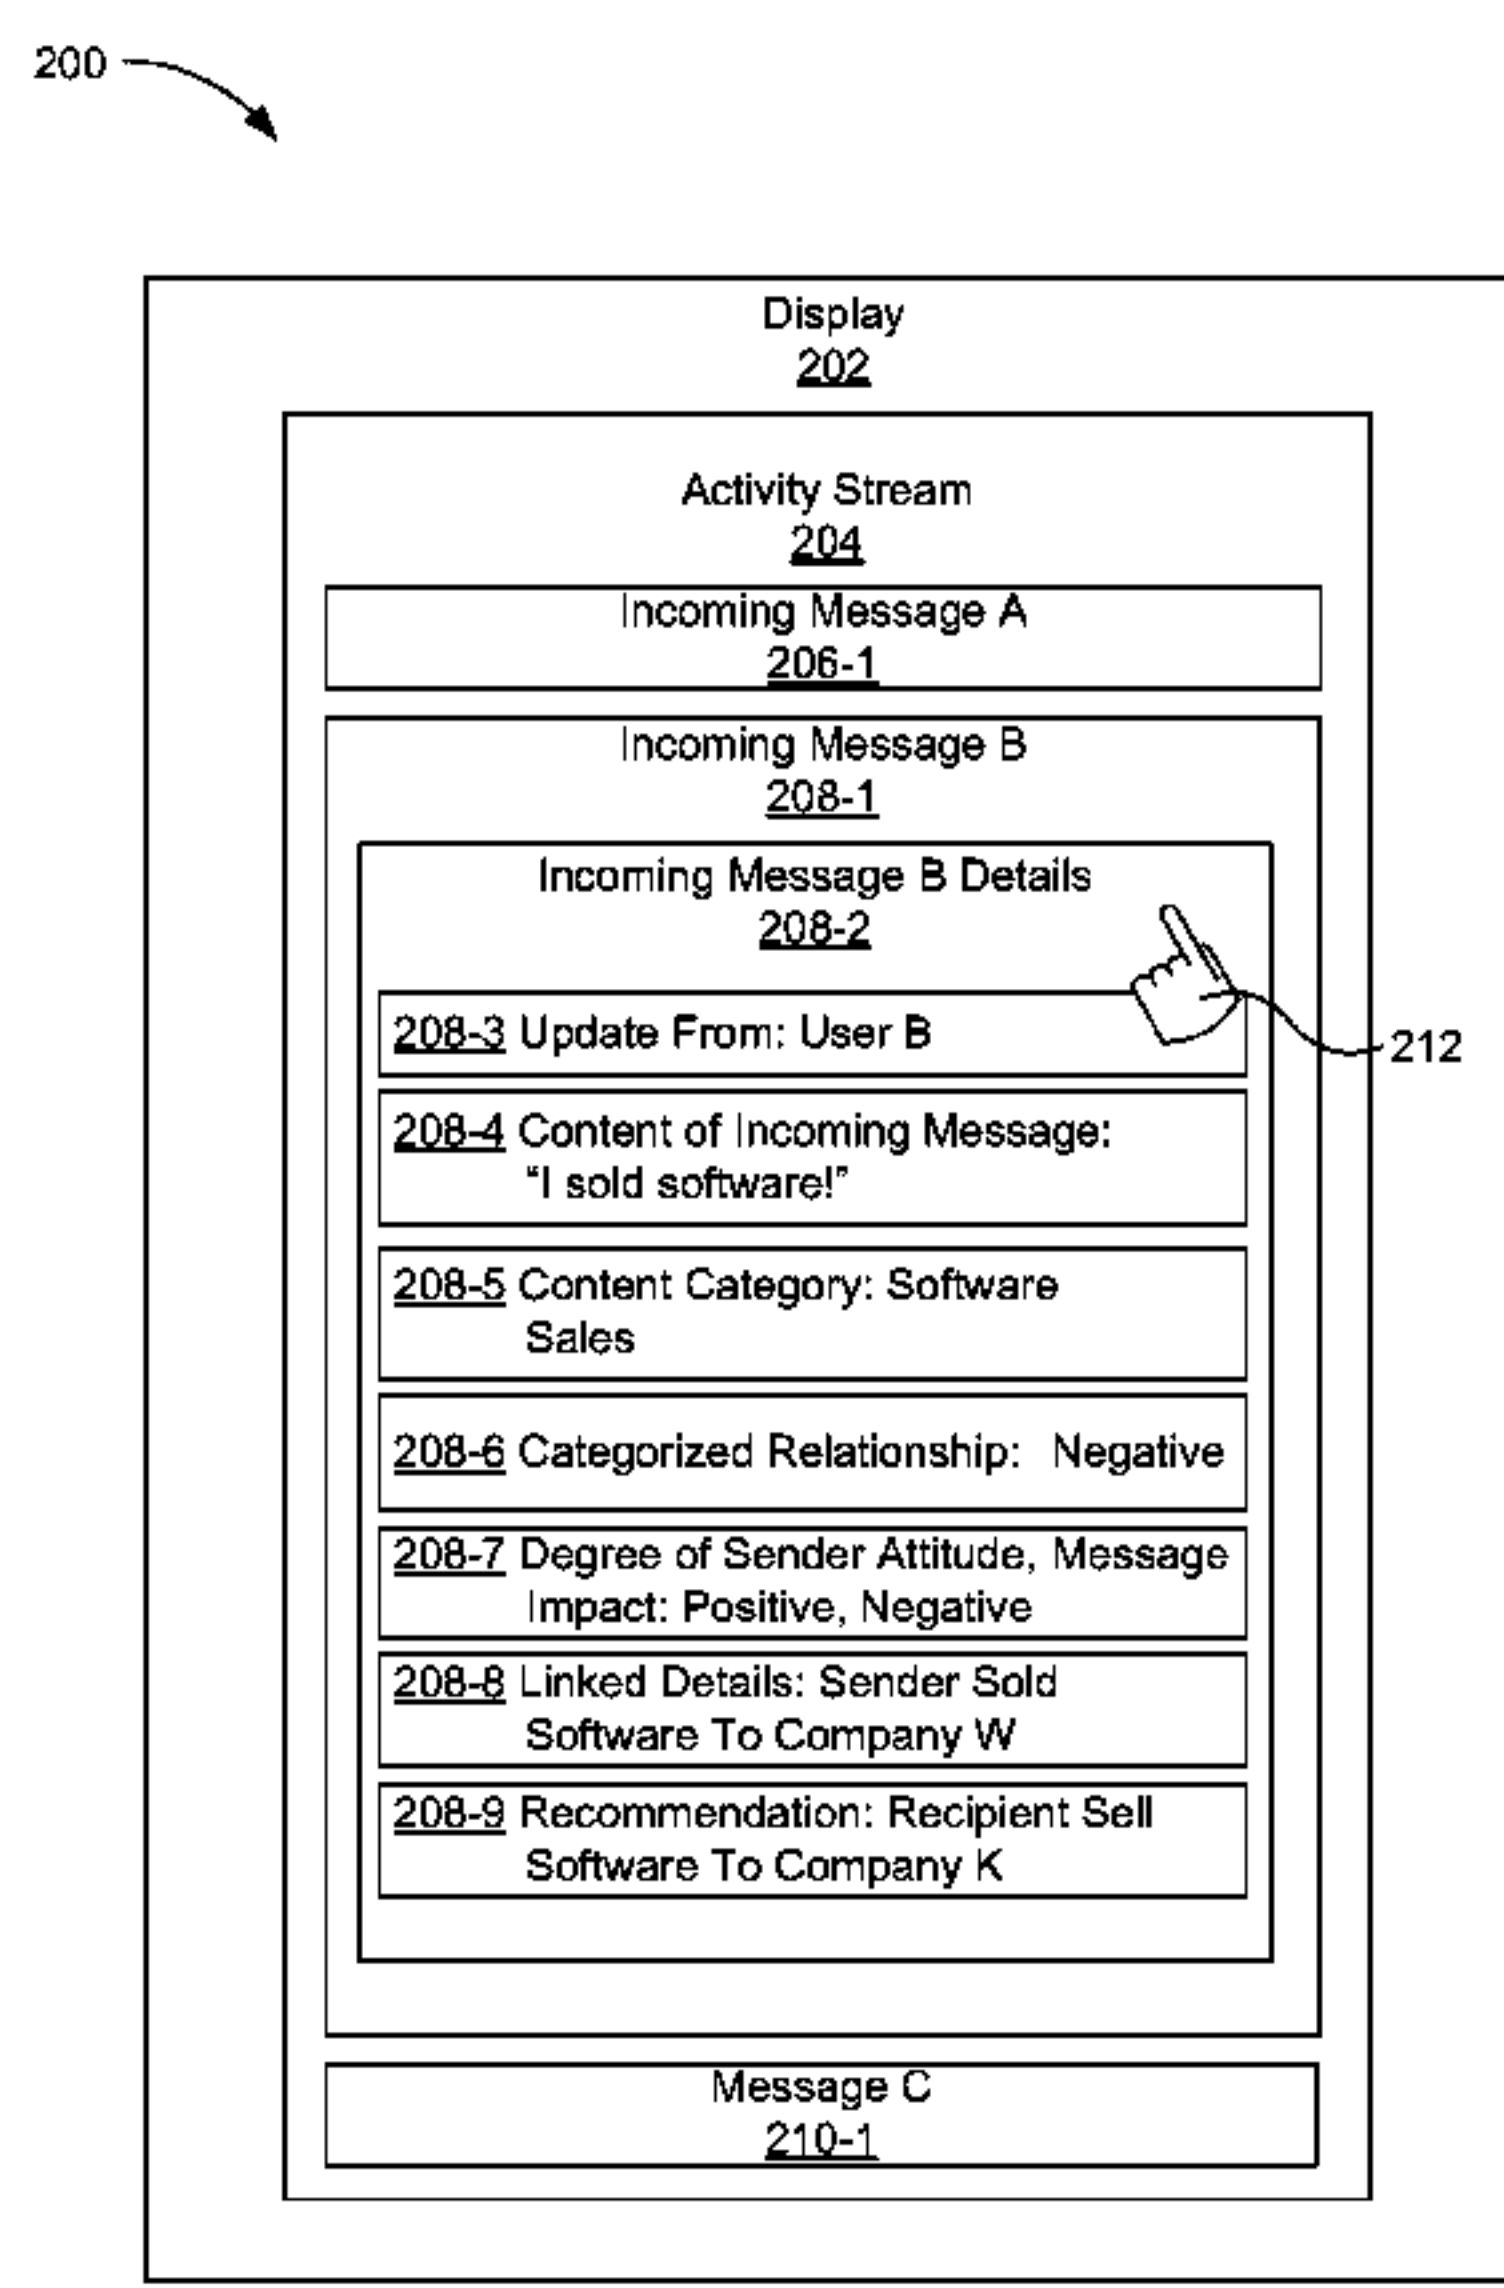 200
Display
202
Activity Stream
204
Incoming Message A
206-1
Incoming Message B
208-1
Incoming Message B Details
208-2
208-3 Update From: User B
212
208-4 Content of Incoming Message:
“I sold software!”
208-5 Content Category: Software
Sales
208-6 Categorized Relationship: Negative
208-7 Degree of Sender Attitude, Message
Impact: Positive, Negative
208-8 Linked Details: Sender Sold
Software To Company W
208-9 Recommendation: Recipient Sell
Software To Company K
Message C
210-1